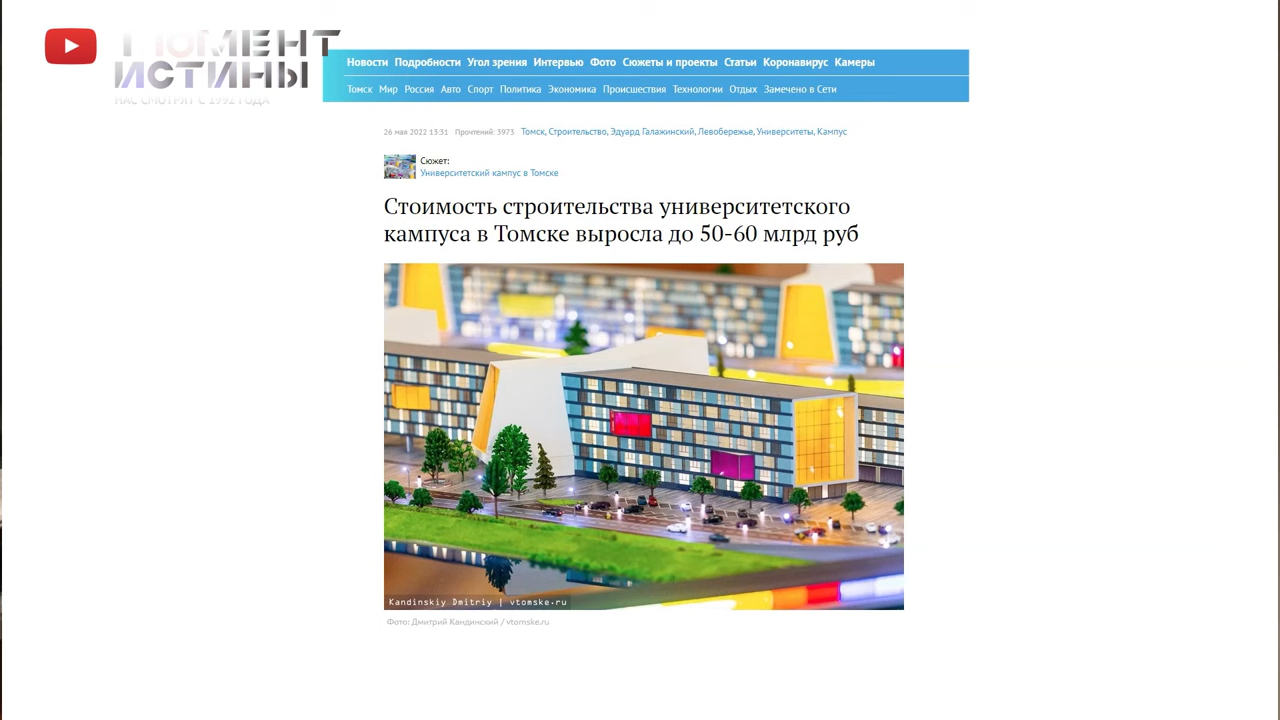 МОМЕНТ
ИСТИНЫ
НАС СМОТРЯТ С 1992 ГОДА
Новости Подробности Угол зрения Интервью Фото Сюжеты и проекты Статьи Коронавирус Камеры
Томск Мир Россия Авто Спорт Политика Экономика Происшествия Технологии Отдых Замечено в Сети
26 мая 2022 13:31 Прочтений: 3973 Томск, Строительство, Эдуард Галажинский, Левобережье, Университеты, Кампус
Сюжет:
Университетский кампус в Томске
Стоимость строительства университетского
кампуса в Томске выросла до 50-60 млрд руб
Kandinskiy Dmitriy | vtomske.ru
Фото: Дмитрий Кандинский / vtomske.ru